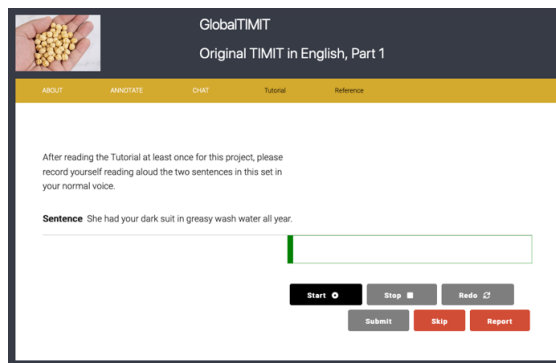 GlobalTIMIT
Original TIMIT in English, Part 1
ABOUT ANNOTATE CHAT Tutorial Reference
After reading the Tutorial at least once for this project, please
record yourself reading aloud the two sentences in this set in
your normal voice.
Sentence She had your dark suit in greasy wash water all year.
Start Stop Redo
Submit Skip Report